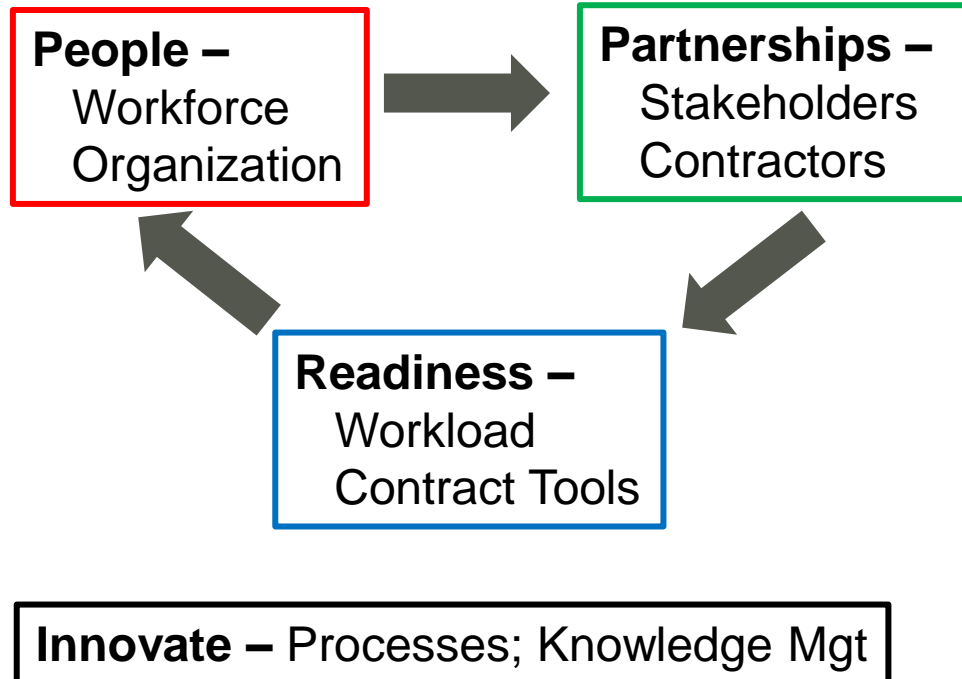 People –
Workforce
Organization
Partnerships –
Stakeholders
Contractors
Readiness –
Workload
Contract Tools
Innovate – Processes; Knowledge Mgt